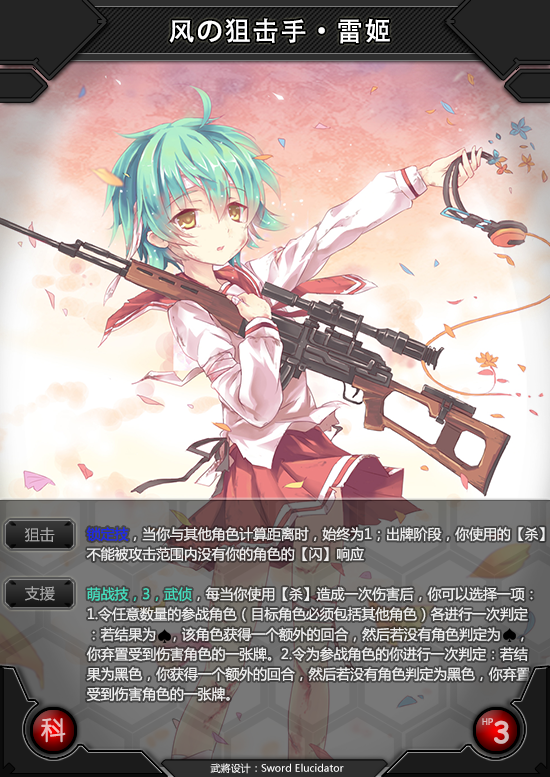 风の狙击手·雷姬
狙击
锁定技，当你与其他角色计算距离时，始终为1；出牌阶段，你使用的【杀】
不能被攻击范围内没有你的角色的【闪】响应
支援
萌战技，3，武侦，每当你使用【杀】造成一次伤害后，你可以选择一项：
1.令任意数量的参战角色（目标角色必须包括其他角色）各进行一次判定
：若结果为♠，该角色获得一个额外的回合，然后若没有角色判定为♠，
你弃置受到伤害角色的一张牌。2.令为参战角色的你进行一次判定：若结
果为黑色，你获得一个额外的回合，然后若没有角色判定为黑色，你弃置
受到伤害角色的一张牌。
科
HP 3
武將设计：Sword Elucidator